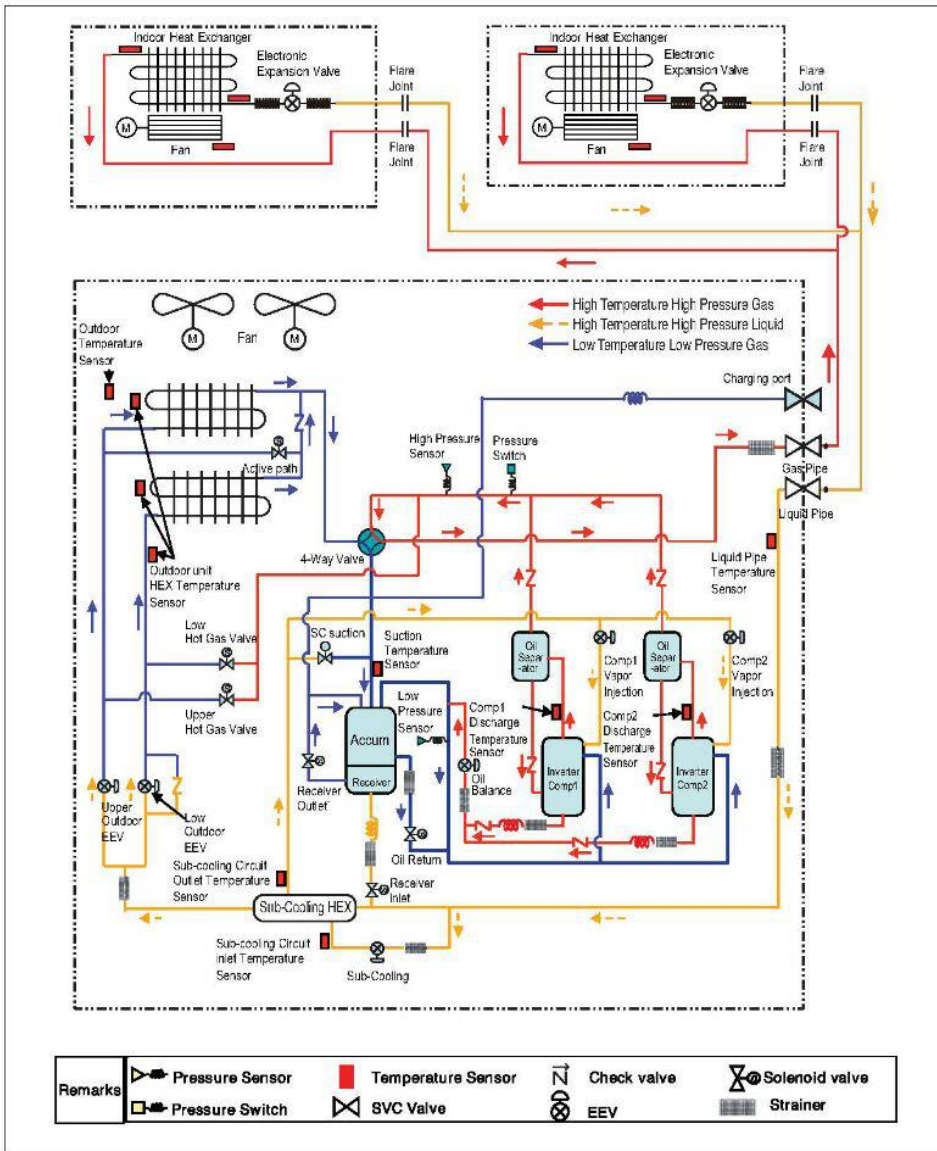 Indoor Heat Exchanger
Electronic
Expansion Valve
Flare
Joint
M
Fan
Flare
Joint
Indoor Heat Exchanger
Electronic
Expansion Valve
Flare
Joint
M
Fan
Flare
Joint
High Temperature High Pressure Gas
High Temperature High Pressure Liquid
Low Temperature Low Pressure Gas
Outdoor
Temperature
Sensor
M
Fan
M
Charging port
High Pressure
Sensor
Pressure
Switch
Active path
Gas Pipe
Liquid Pipe
4-Way Valve
Outdoor unit
HEX Temperature
Sensor
Liquid Pipe
Temperature
Sensor
Low
Hot Gas Valve
SC suction
Suction
Temperature
Sensor
Oil
Separ
-ator
Oil
Separ
-ator
Comp1
Vapor
Injection
Comp2
Vapor
Injection
Upper
Hot Gas Valve
Low
Pressure
Sensor
Comp1
Discharge
Temperature
Sensor
Comp2
Discharge
Temperature
Sensor
Accum
Receiver
Receiver
Outlet
Oil
Balance
Inverter
Comp1
Inverter
Comp2
Upper
Outdoor
EEV
Low
Outdoor
EEV
Oil Return
Sub-cooling Circuit
Outlet Temperature
Sensor
Receiver
Inlet
Sub-Cooling HEX
Sub-cooling Circuit
inlet Temperature
Sensor
Sub-Cooling
Remarks
Pressure Sensor
Temperature Sensor
Check valve
Solenoid valve
Pressure Switch
SVC Valve
EEV
Strainer